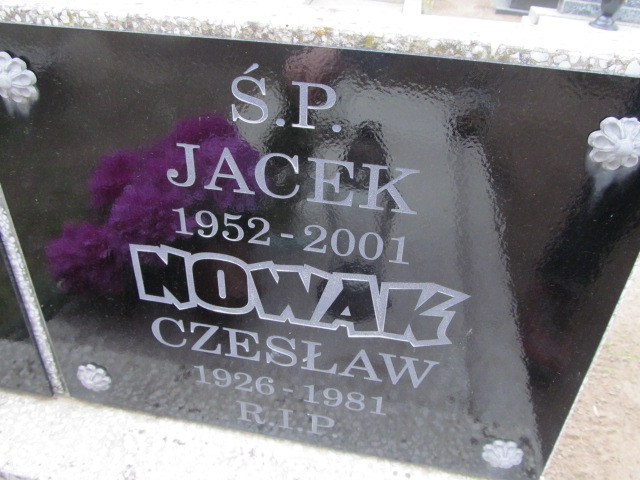 Ś.P.
JACEK
1952 - 2001
NOWAK
CZESŁAW
1926 - 1981
R.I.P.